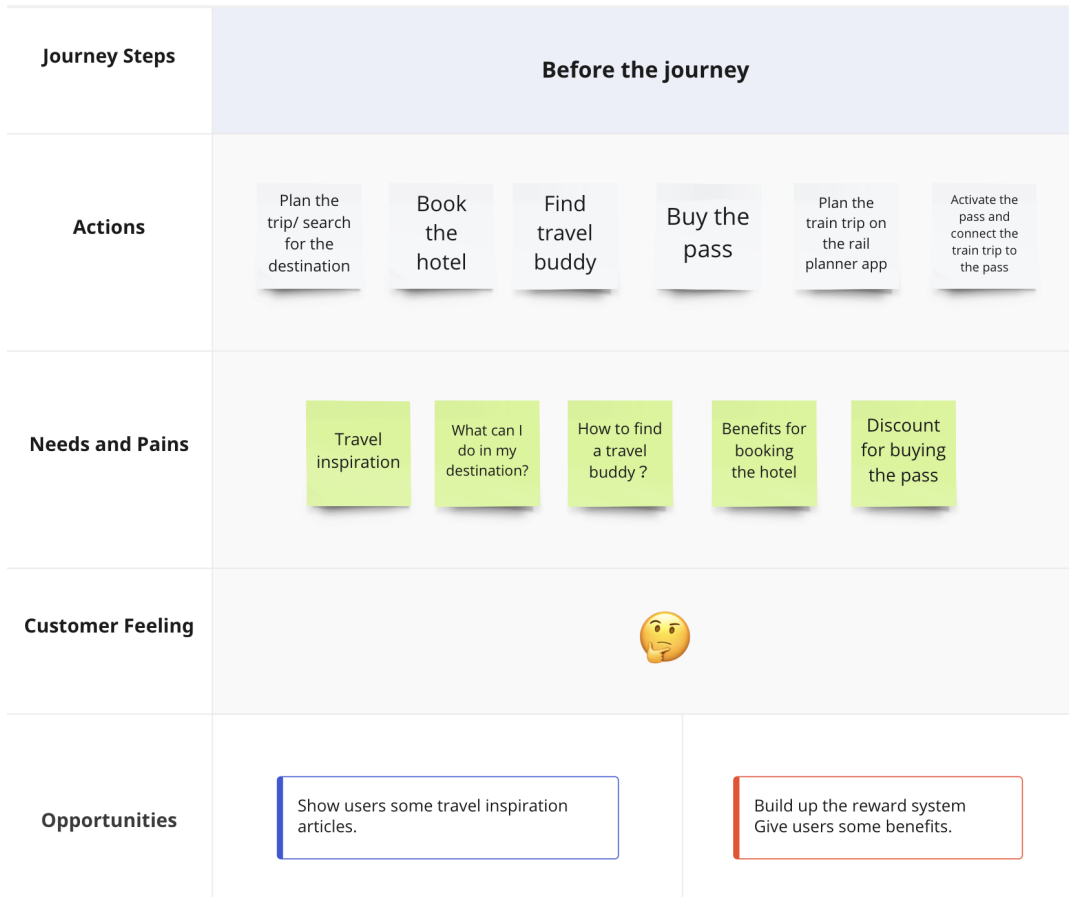 Journey Steps
Before the journey
Actions
Plan the
trip/ search
for the
destination
Book
the
hotel
Find
travel
buddy
Buy the
pass
Plan the
train trip on
the rail
planner app
Activate the
pass and
connect the
train trip to
the pass
Needs and Pains
Travel
inspiration
What can I
do in my
destination?
How to find
a travel
buddy？
Benefits for
booking
the hotel
Discount
for buying
the pass
Customer Feeling
Opportunities
Show users some travel inspiration
articles.
Build up the reward system
Give users some benefits.